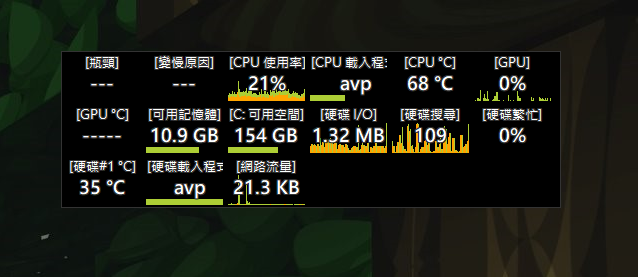 [瓶頸] [變慢原因] [CPU 使用率] [CPU 載入程式 [CPU °C] [GPU]
--- --- 21% avp 68 °C 0%
[GPU °C] [可用記憶體] [C: 可用空間] [硬碟 I/O] [硬碟搜尋] [硬碟繁忙]
----- 10.9 GB 154 GB 1.32 MB 109 0%
[硬碟#1 °C] [硬碟載入程式 [網路流量]
35 °C avp 21.3 KB